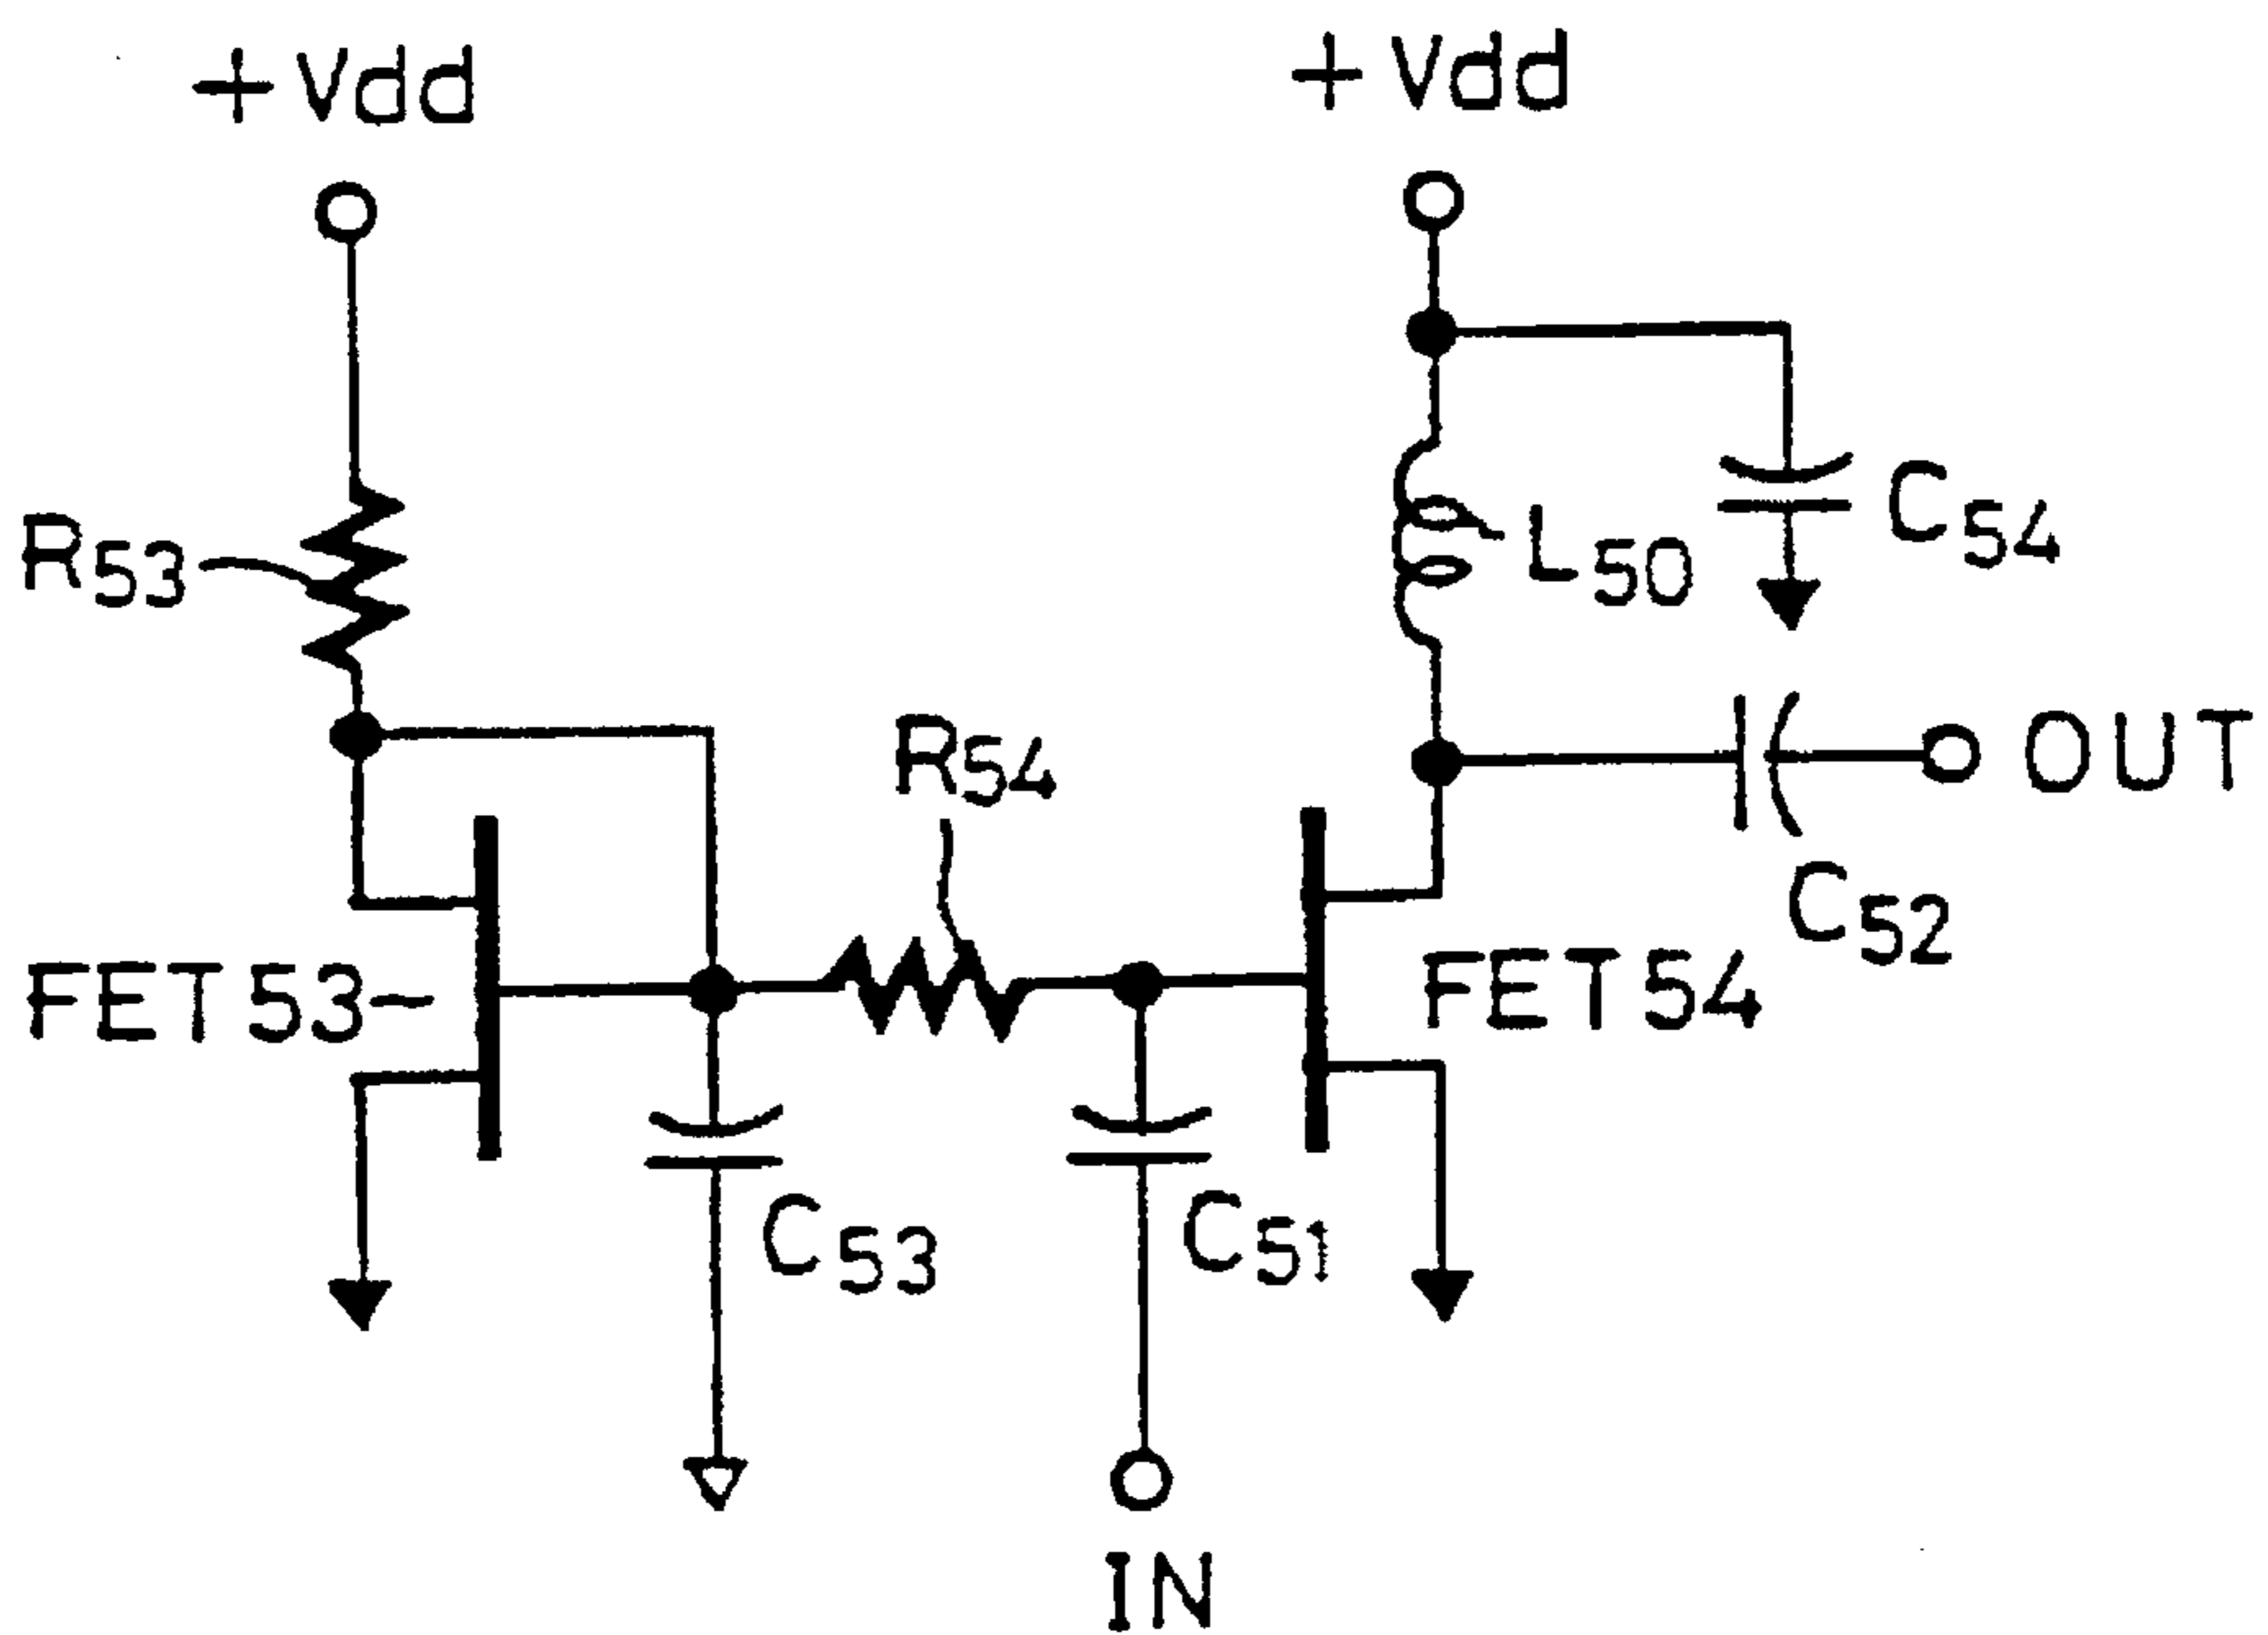 +Vdd
+Vdd
R53
L50
C54
R54
OUT
C52
FET53
FET54
C53
C51
IN